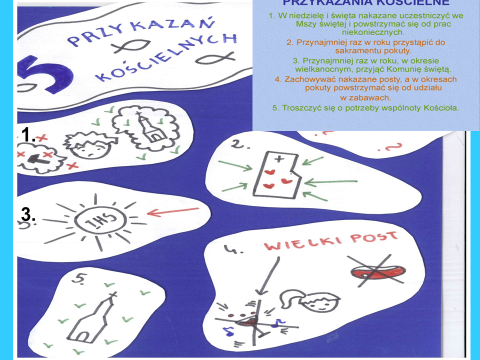 5 PRZYKAZAŃ
KOŚCIELNYCH
PRZYKAZANIA KOŚCIELNE
1. W niedzielę i święta nakazane uczestniczyć we
Mszy świętej i powstrzymać się od prac
niekoniecznych.
2. Przynajmniej raz w roku przystąpić do
sakramentu pokuty.
3. Przynajmniej raz w roku, w okresie
wielkanocnym, przyjąć Komunię świętą,
4. Zachowywać nakazane posty, a w okresach
pokuty powstrzymać się od udziału
w zabawach.
5. Troszczyć się o potrzeby wspólnoty Kościoła.
1.
2.
?
3.
IHS
4. WIELKI POST
5.